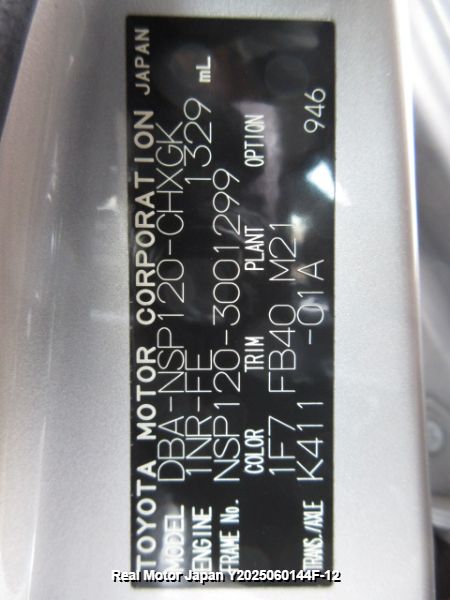 TOYOTA MOTOR CORPORATION JAPAN
MODEL DBA-NSP120-CHXGK
ENGINE 1NR-FE 1329 mL
FRAME No. NSP120-3001299
COLOR TRIM PLANT OPTION
1F7 FB40 M21
TRANS./AXLE K411 -01A 946
Real Motor Japan Y2025060144F-12